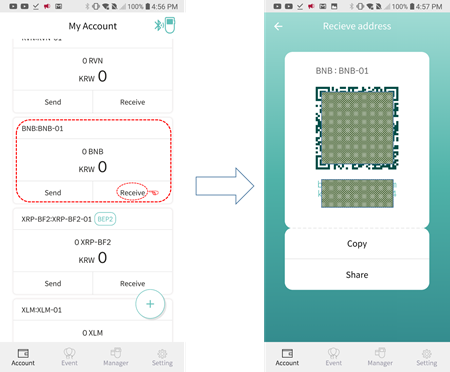 100% 4:56 PM
My Account
RVN:RVN-01
0 RVN
KRW 0
Send Receive
BNB:BNB-01
0 BNB
KRW 0
Send Receive
XRP-BF2:XRP-BF2-01 BEP2
0 XRP-BF2
KRW 0
Send Receive
+
XLM:XLM-01
0 XLM
Account Event Manager Setting
100% 4:57 PM
Recieve address
BNB : BNB-01
Copy
Share
Account Event Manager Setting